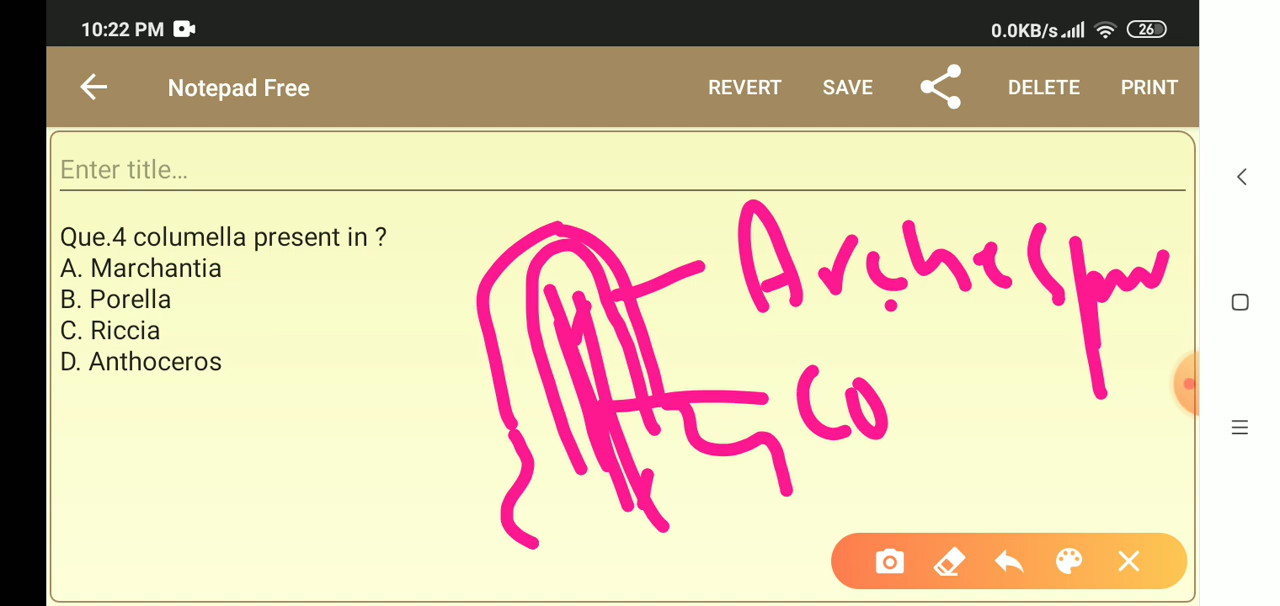 10:22 PM
0.0KB/s
26
Notepad Free
REVERT
SAVE
DELETE
PRINT
Enter title...
Que.4 columella present in ?
A. Marchantia
B. Porella
C. Riccia
D. Anthoceros
Co